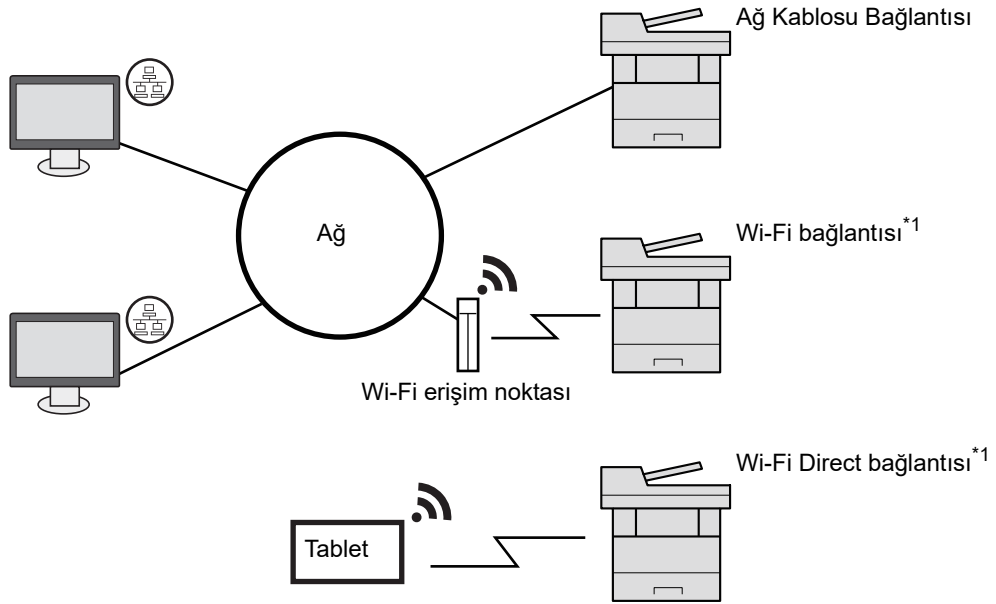 Ağ Kablosu Bağlantısı
Ağ
Wi-Fi bağlantısı*1
Wi-Fi erişim noktası
Wi-Fi Direct bağlantısı*1
Tablet